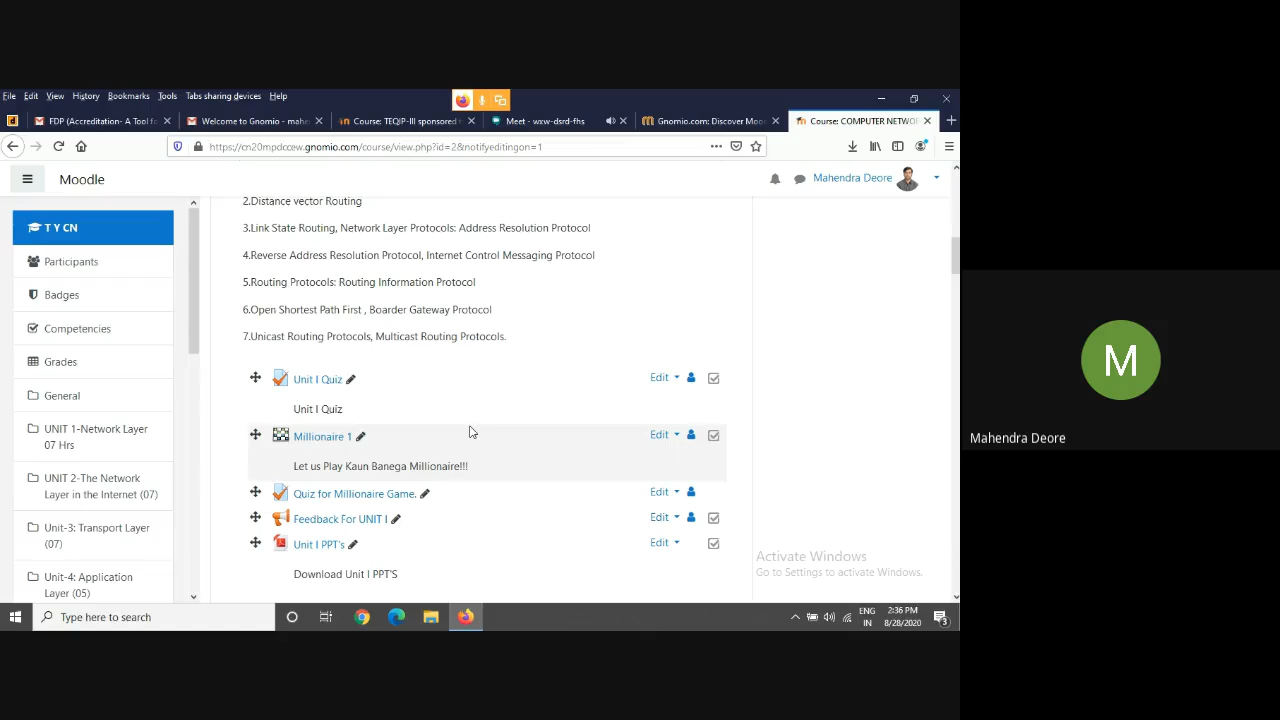 File Edit View History Bookmarks Tools Tabs sharing devices Help
FDP (Accreditation- A Tool fo
Welcome to Gnomio - mahe
Course: TEQIP-III sponsored
Meet - wxw-dsrd-fhs
Gnomio.com: Discover Moo
Course: COMPUTER NETWO
https://cn20mpdccew.gnomio.com/course/view.php?id=2&notifyeditingon=1
Moodle
Mahendra Deore
T Y CN
Participants
Badges
Competencies
Grades
General
UNIT 1-Network Layer
07 Hrs
UNIT 2-The Network
Layer in the Internet (07)
Unit-3: Transport Layer
(07)
Unit-4: Application
Layer (05)
2.Distance vector Routing
3.Link State Routing, Network Layer Protocols: Address Resolution Protocol
4.Reverse Address Resolution Protocol, Internet Control Messaging Protocol
5.Routing Protocols: Routing Information Protocol
6.Open Shortest Path First , Boarder Gateway Protocol
7.Unicast Routing Protocols, Multicast Routing Protocols.
Unit I Quiz Edit
Unit I Quiz
Millionaire 1 Edit
Let us Play Kaun Banega Millionaire!!!
Quiz for Millionaire Game. Edit
Feedback For UNIT I Edit
Unit I PPT's Edit
Download Unit I PPT'S
Activate Windows
Go to Settings to activate Windows.
Type here to search
ENG
IN
2:36 PM
8/28/2020
3
M
Mahendra Deore